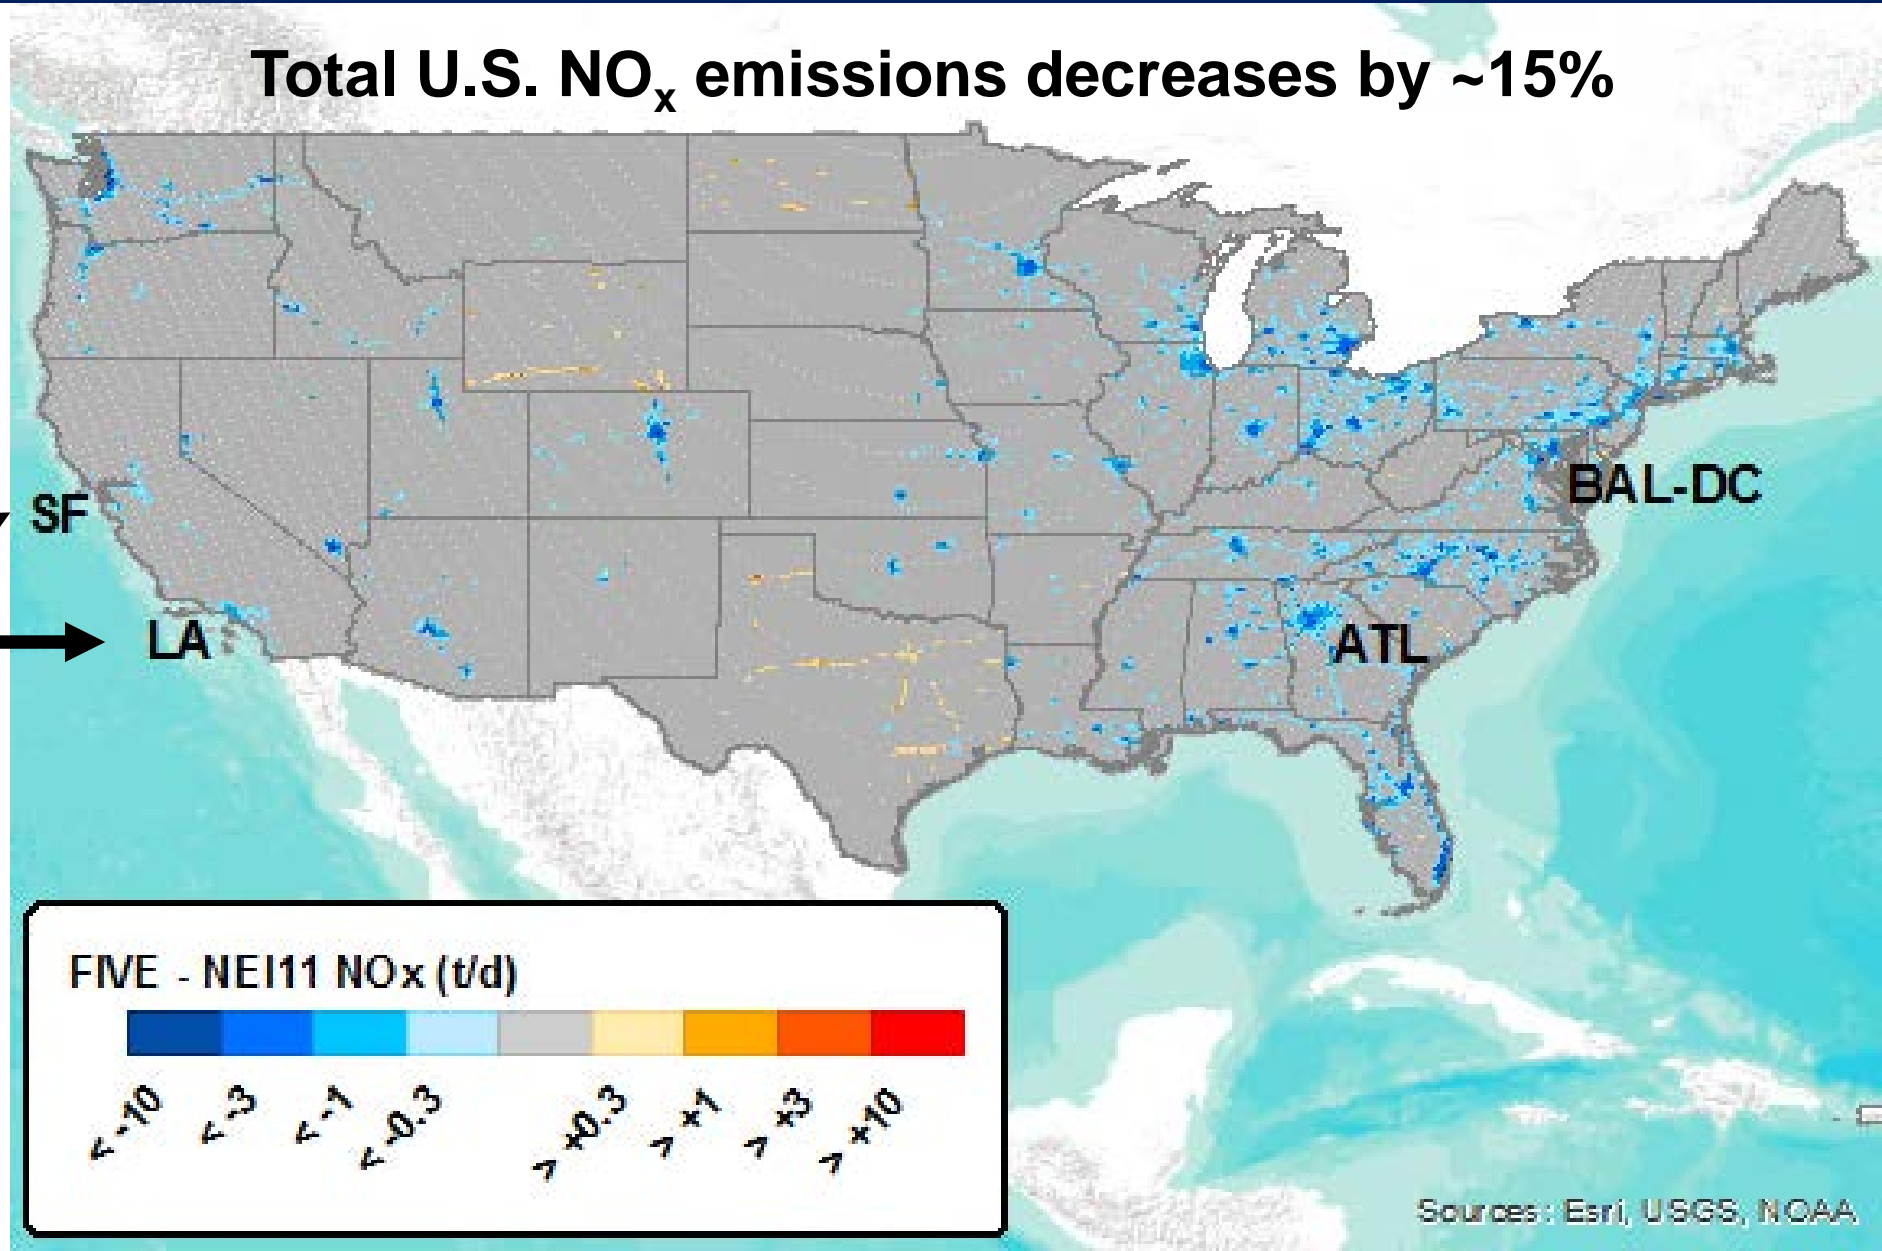 Total U.S. NOx emissions decreases by ~15%
SF
BAL-DC
LA
ATL
FIVE - NEI11 NOx (t/d)
< -10 < -3 < -1 < -0.3 > +0.3 > +1 > +3 > +10
Sources: Esri, USGS, NOAA